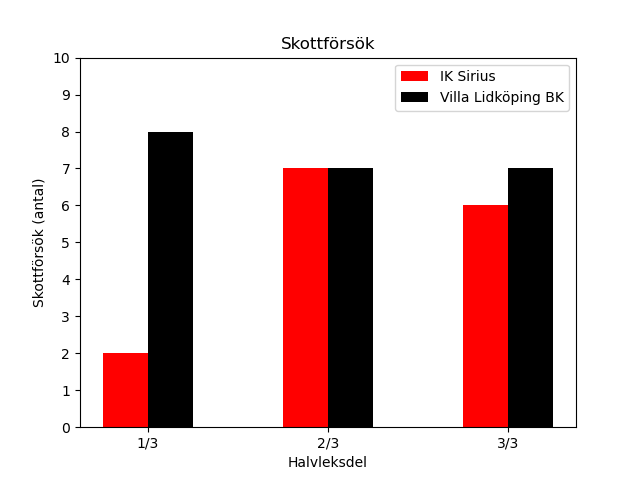 Skottförsök
IK Sirius
Villa Lidköping BK
Skottförsök (antal)
10
9
8
7
6
5
4
3
2
1
0
1/3
2/3
3/3
Halvleksdel